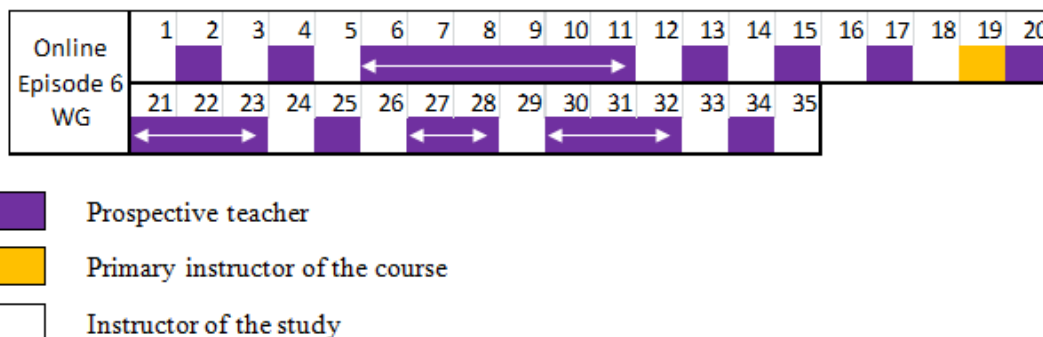 Online
Episode 6
WG
1 2 3 4 5 6 7 8 9 10 11 12 13 14 15 16 17 18 19 20
21 22 23 24 25 26 27 28 29 30 31 32 33 34 35
Prospective teacher
Primary instructor of the course
Instructor of the study